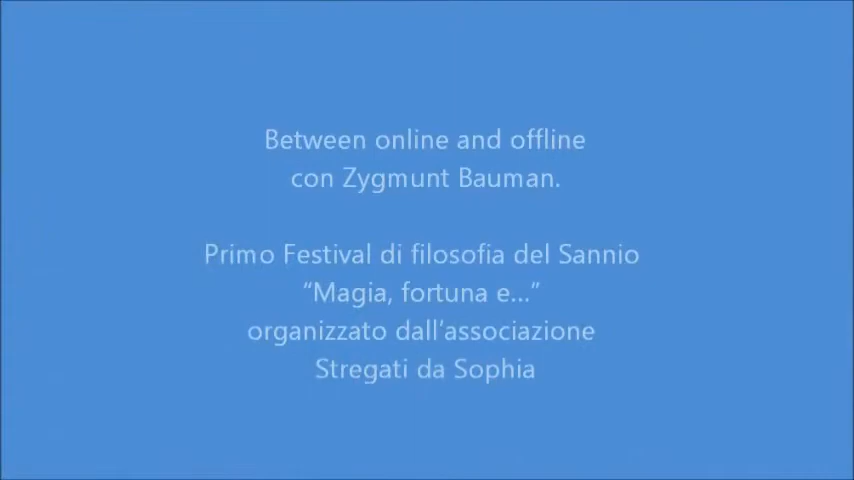 Between online and offline
con Zygmunt Bauman.
Primo Festival di filosofia del Sannio
“Magia, fortuna e...”
organizzato dall’associazione
Stregati da Sophia